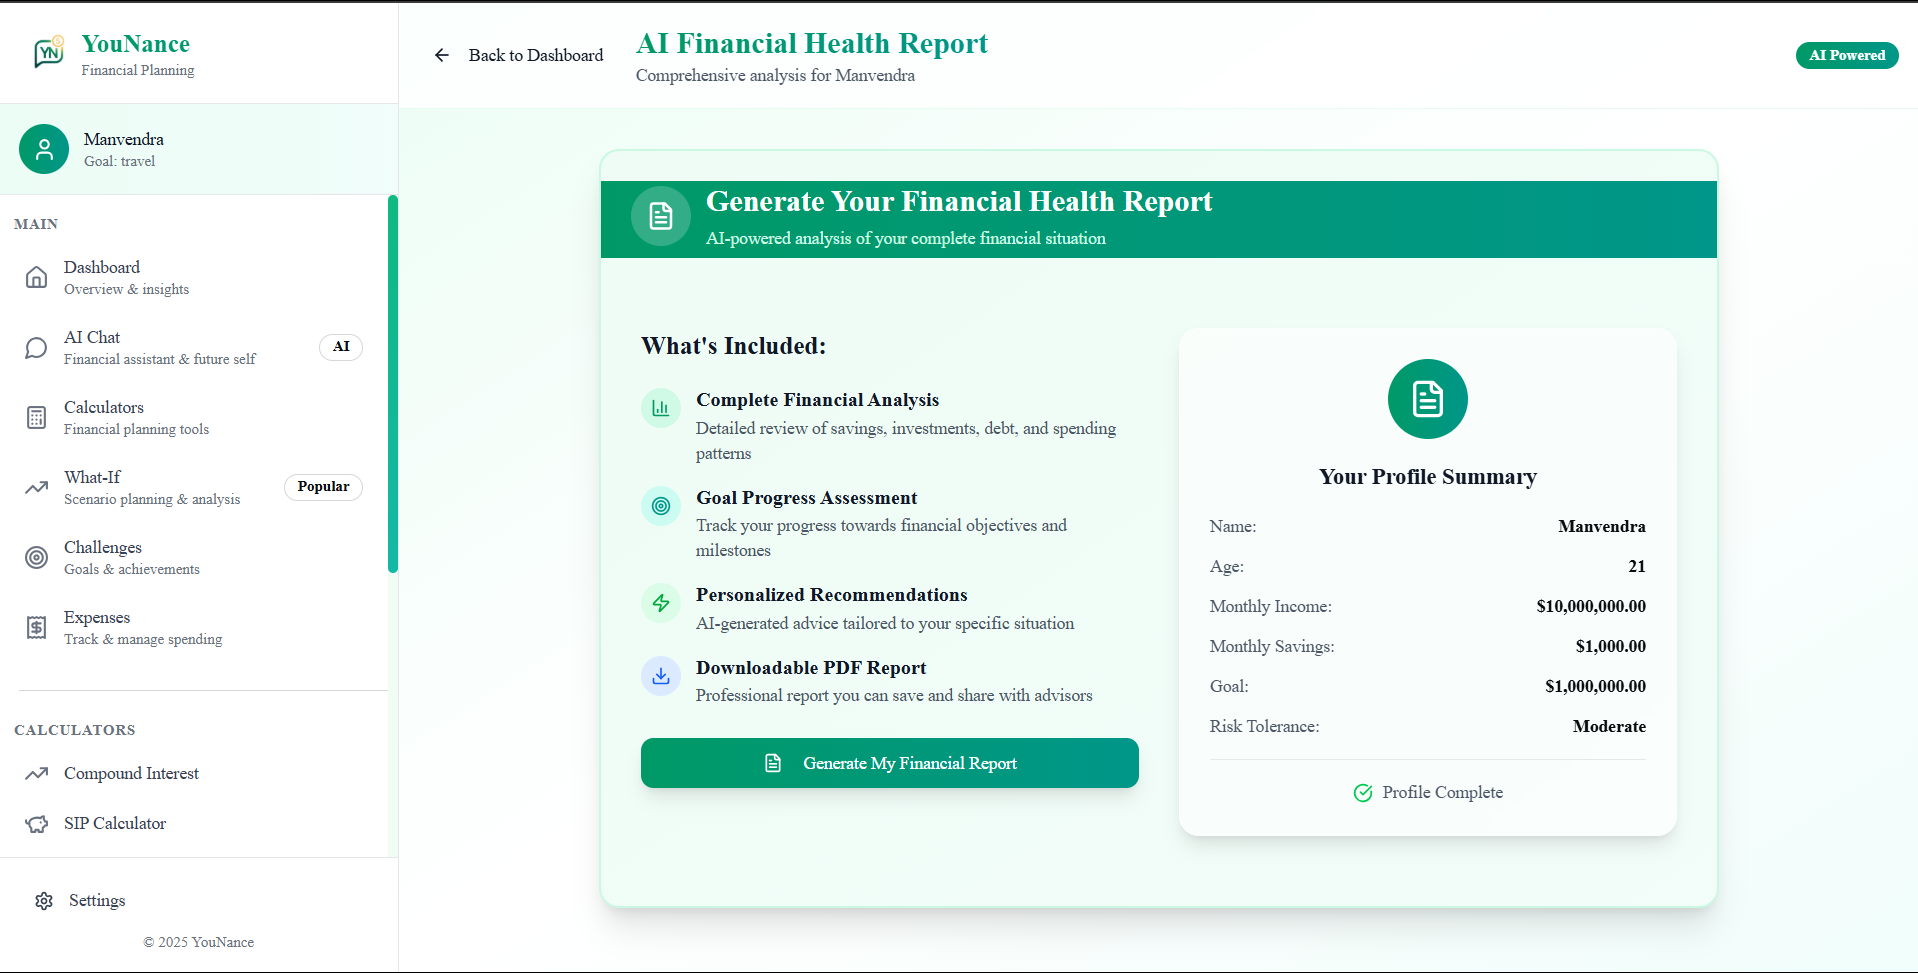 YN
YouNance
Financial Planning
Manvendra
Goal: travel
MAIN
Dashboard
Overview & insights
AI Chat
Financial assistant & future self
AI
Calculators
Financial planning tools
What-If
Scenario planning & analysis
Popular
Challenges
Goals & achievements
Expenses
Track & manage spending
CALCULATORS
Compound Interest
SIP Calculator
Settings
© 2025 YouNance
Back to Dashboard
AI Financial Health Report
Comprehensive analysis for Manvendra
AI Powered
Generate Your Financial Health Report
AI-powered analysis of your complete financial situation
What's Included:
Complete Financial Analysis
Detailed review of savings, investments, debt, and spending
patterns
Goal Progress Assessment
Track your progress towards financial objectives and
milestones
Personalized Recommendations
AI-generated advice tailored to your specific situation
Downloadable PDF Report
Professional report you can save and share with advisors
Generate My Financial Report
Your Profile Summary
Name: Manvendra
Age: 21
Monthly Income: $10,000,000.00
Monthly Savings: $1,000.00
Goal: $1,000,000.00
Risk Tolerance: Moderate
Profile Complete